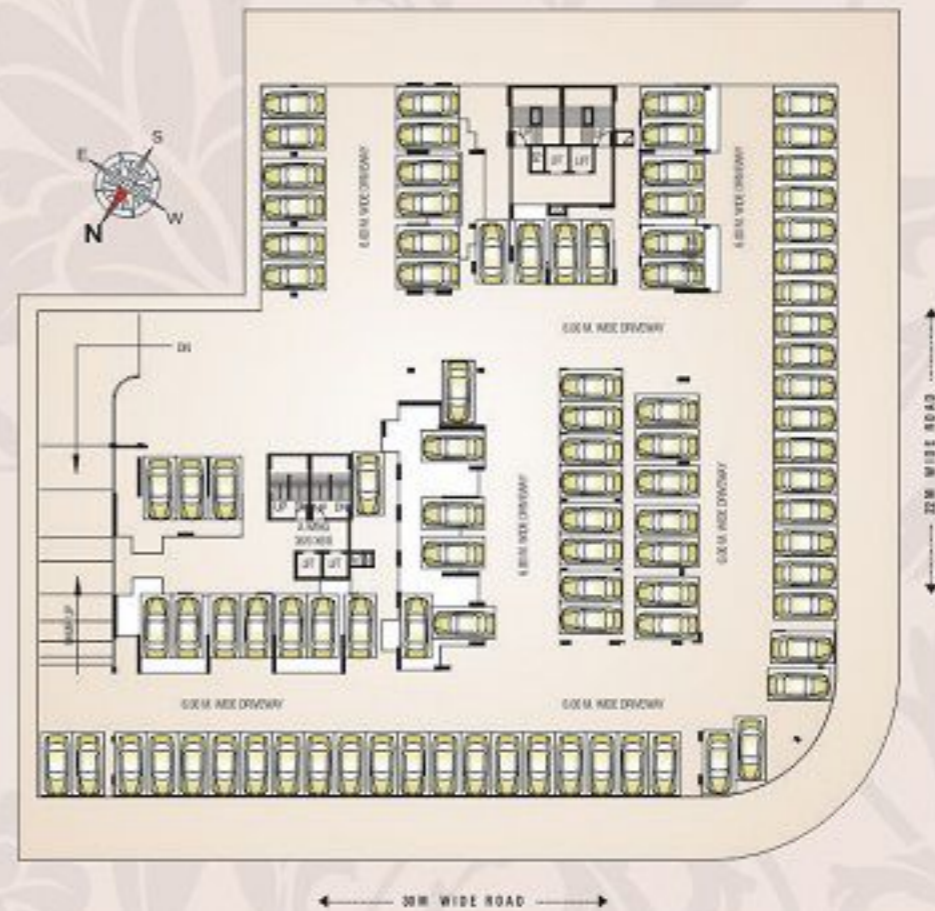 S
E
W
N
6.00 M. WIDE DRIVEWAY
6.00 M. WIDE DRIVEWAY
LIFT
LIFT
6.00 M. WIDE DRIVEWAY
DN
UP
LIFT
LIFT
6.00 M. WIDE DRIVEWAY
6.00 M. WIDE DRIVEWAY
6.00 M. WIDE DRIVEWAY
6.00 M. WIDE DRIVEWAY
22M WIDE ROAD
30M WIDE ROAD